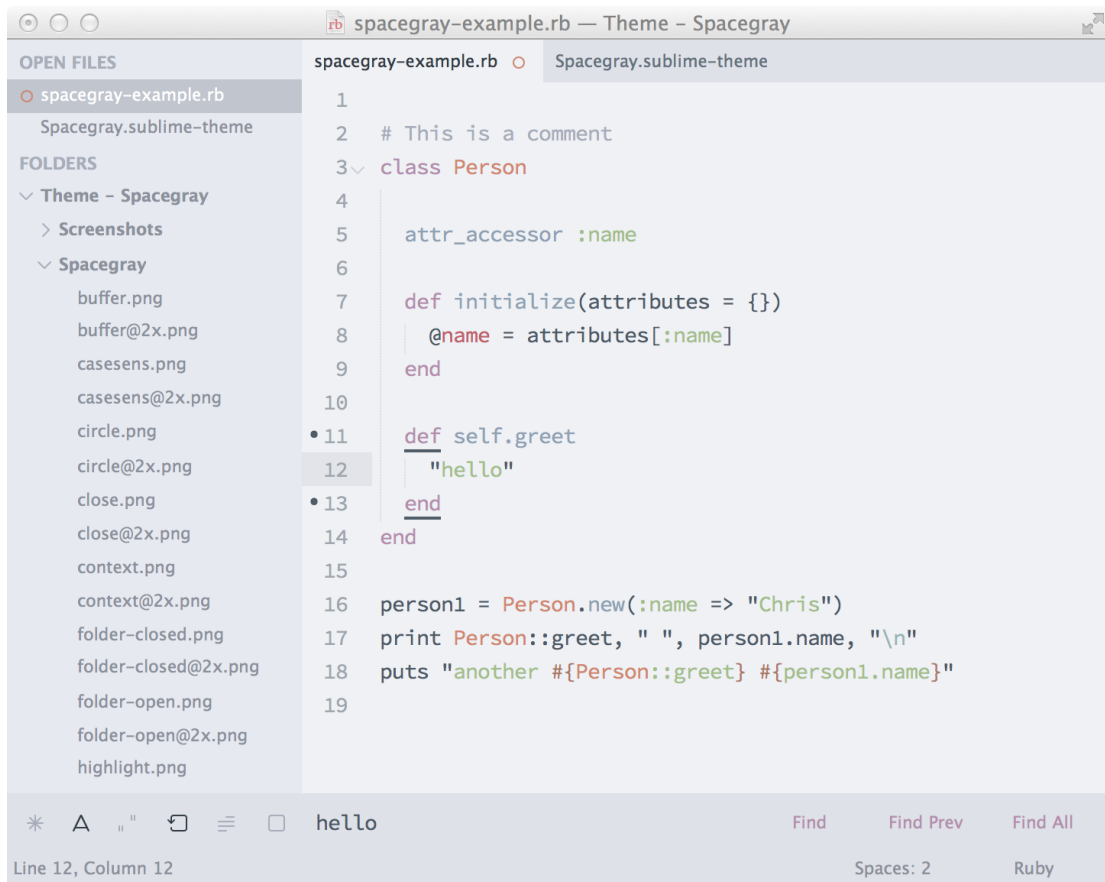 spacegray-example.rb — Theme – Spacegray
OPEN FILES
spacegray-example.rb
Spacegray.sublime-theme
FOLDERS
Theme – Spacegray
Screenshots
Spacegray
buffer.png
buffer@2x.png
casesens.png
casesens@2x.png
circle.png
circle@2x.png
close.png
close@2x.png
context.png
context@2x.png
folder-closed.png
folder-closed@2x.png
folder-open.png
folder-open@2x.png
highlight.png
spacegray-example.rb Spacegray.sublime-theme
1
2 # This is a comment
3 class Person
4
5   attr_accessor :name
6
7   def initialize(attributes = {})
8     @name = attributes[:name]
9   end
10
11   def self.greet
12     "hello"
13   end
14 end
15
16 person1 = Person.new(:name => "Chris")
17 print Person::greet, " ", person1.name, "\n"
18 puts "another #{Person::greet} #{person1.name}"
19
hello Find Find Prev Find All
Line 12, Column 12 Spaces: 2 Ruby